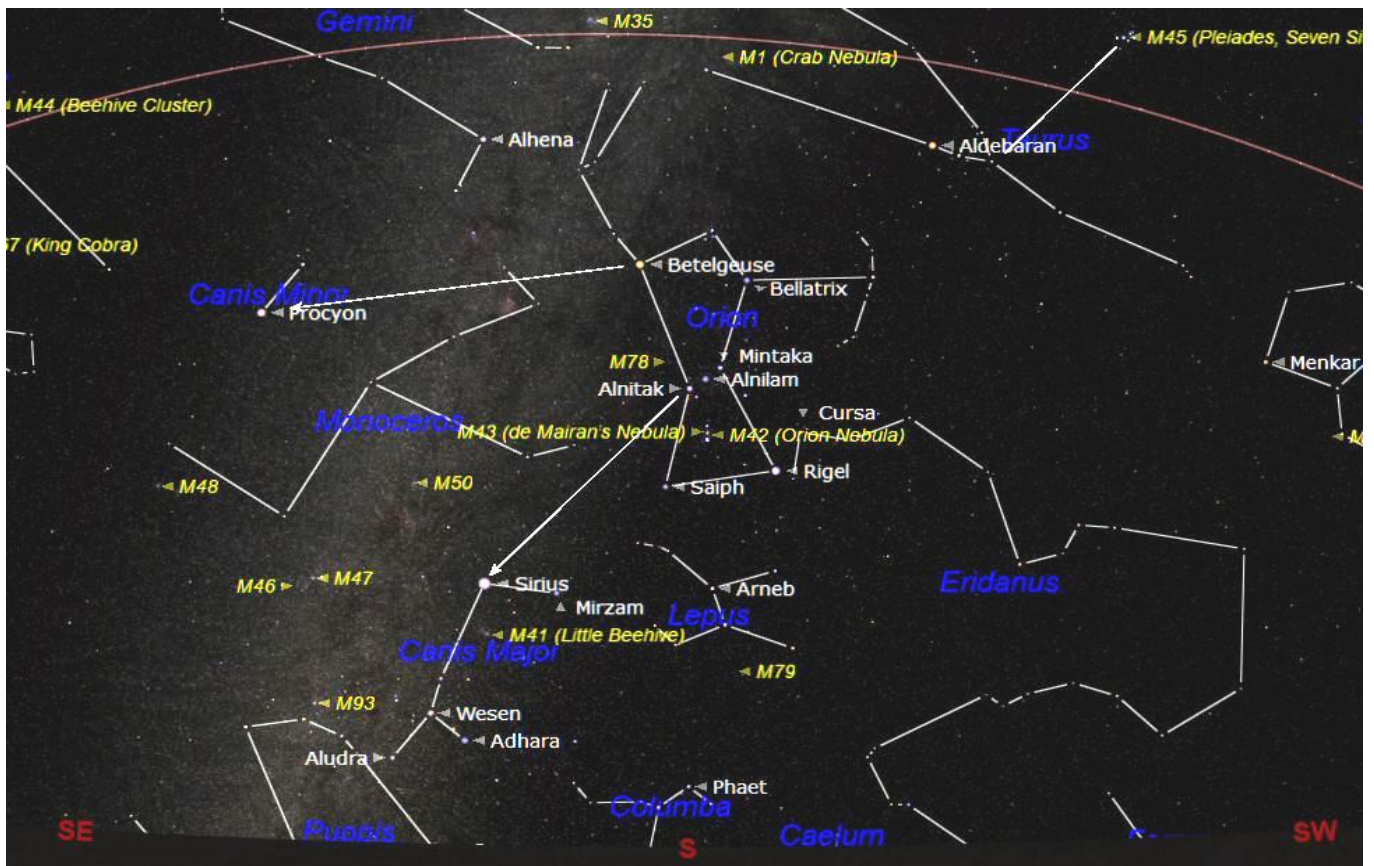 Gemini
M35
M1 (Crab Nebula)
M45 (Pleiades, Seven Si
M44 (Beehive Cluster)
Alhena
Aldebaran
Taurus
67 (King Cobra)
Betelgeuse
Canis Minor
Bellatrix
Procyon
Orion
M78
Mintaka
Menkar
Alnitak
Alnilam
Monoceros
Cursa
M43 (de Mairan's Nebula)
M42 (Orion Nebula)
M
M48
M50
Rigel
Saiph
M46
M47
Sirius
Mirzam
Arneb
Eridanus
Lepus
M41 (Little Beehive)
Canis Major
M79
M93
Wesen
Adhara
Aludra
Phaet
Columba
SE
Puppis
S
Caelum
SW